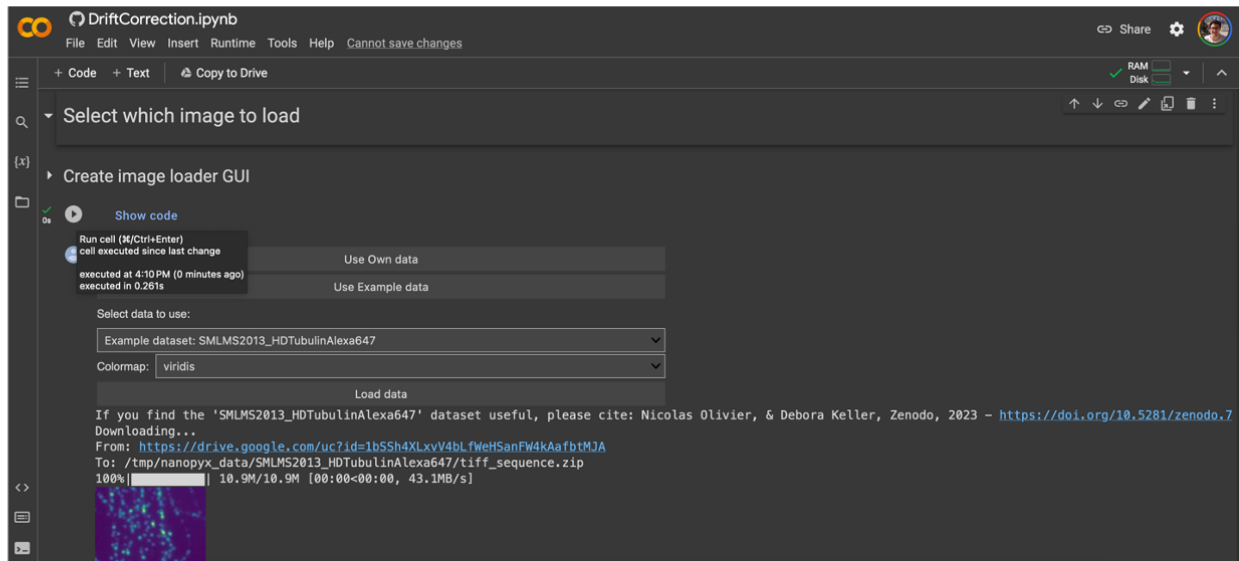 DriftCorrection.ipynb
File Edit View Insert Runtime Tools Help Cannot save changes
Share
+ Code + Text Copy to Drive
RAM
Disk
Select which image to load
{x}
Create image loader GUI
0s
Show code
Run cell (⌘/Ctrl+Enter)
cell executed since last change
executed at 4:10 PM (0 minutes ago)
executed in 0.261s
Use Own data
Use Example data
Select data to use:
Example dataset: SMLMS2013_HDTubulinAlexa647
Colormap: viridis
Load data
If you find the 'SMLMS2013_HDTubulinAlexa647' dataset useful, please cite: Nicolas Olivier, & Debora Keller, Zenodo, 2023 – https://doi.org/10.5281/zenodo.7
Downloading...
From: https://drive.google.com/uc?id=1bSSh4XLxvV4bLfWeHSanFW4kAafbtMJA
To: /tmp/nanopyx_data/SMLMS2013_HDTubulinAlexa647/tiff_sequence.zip
100%| | 10.9M/10.9M [00:00<00:00, 43.1MB/s]